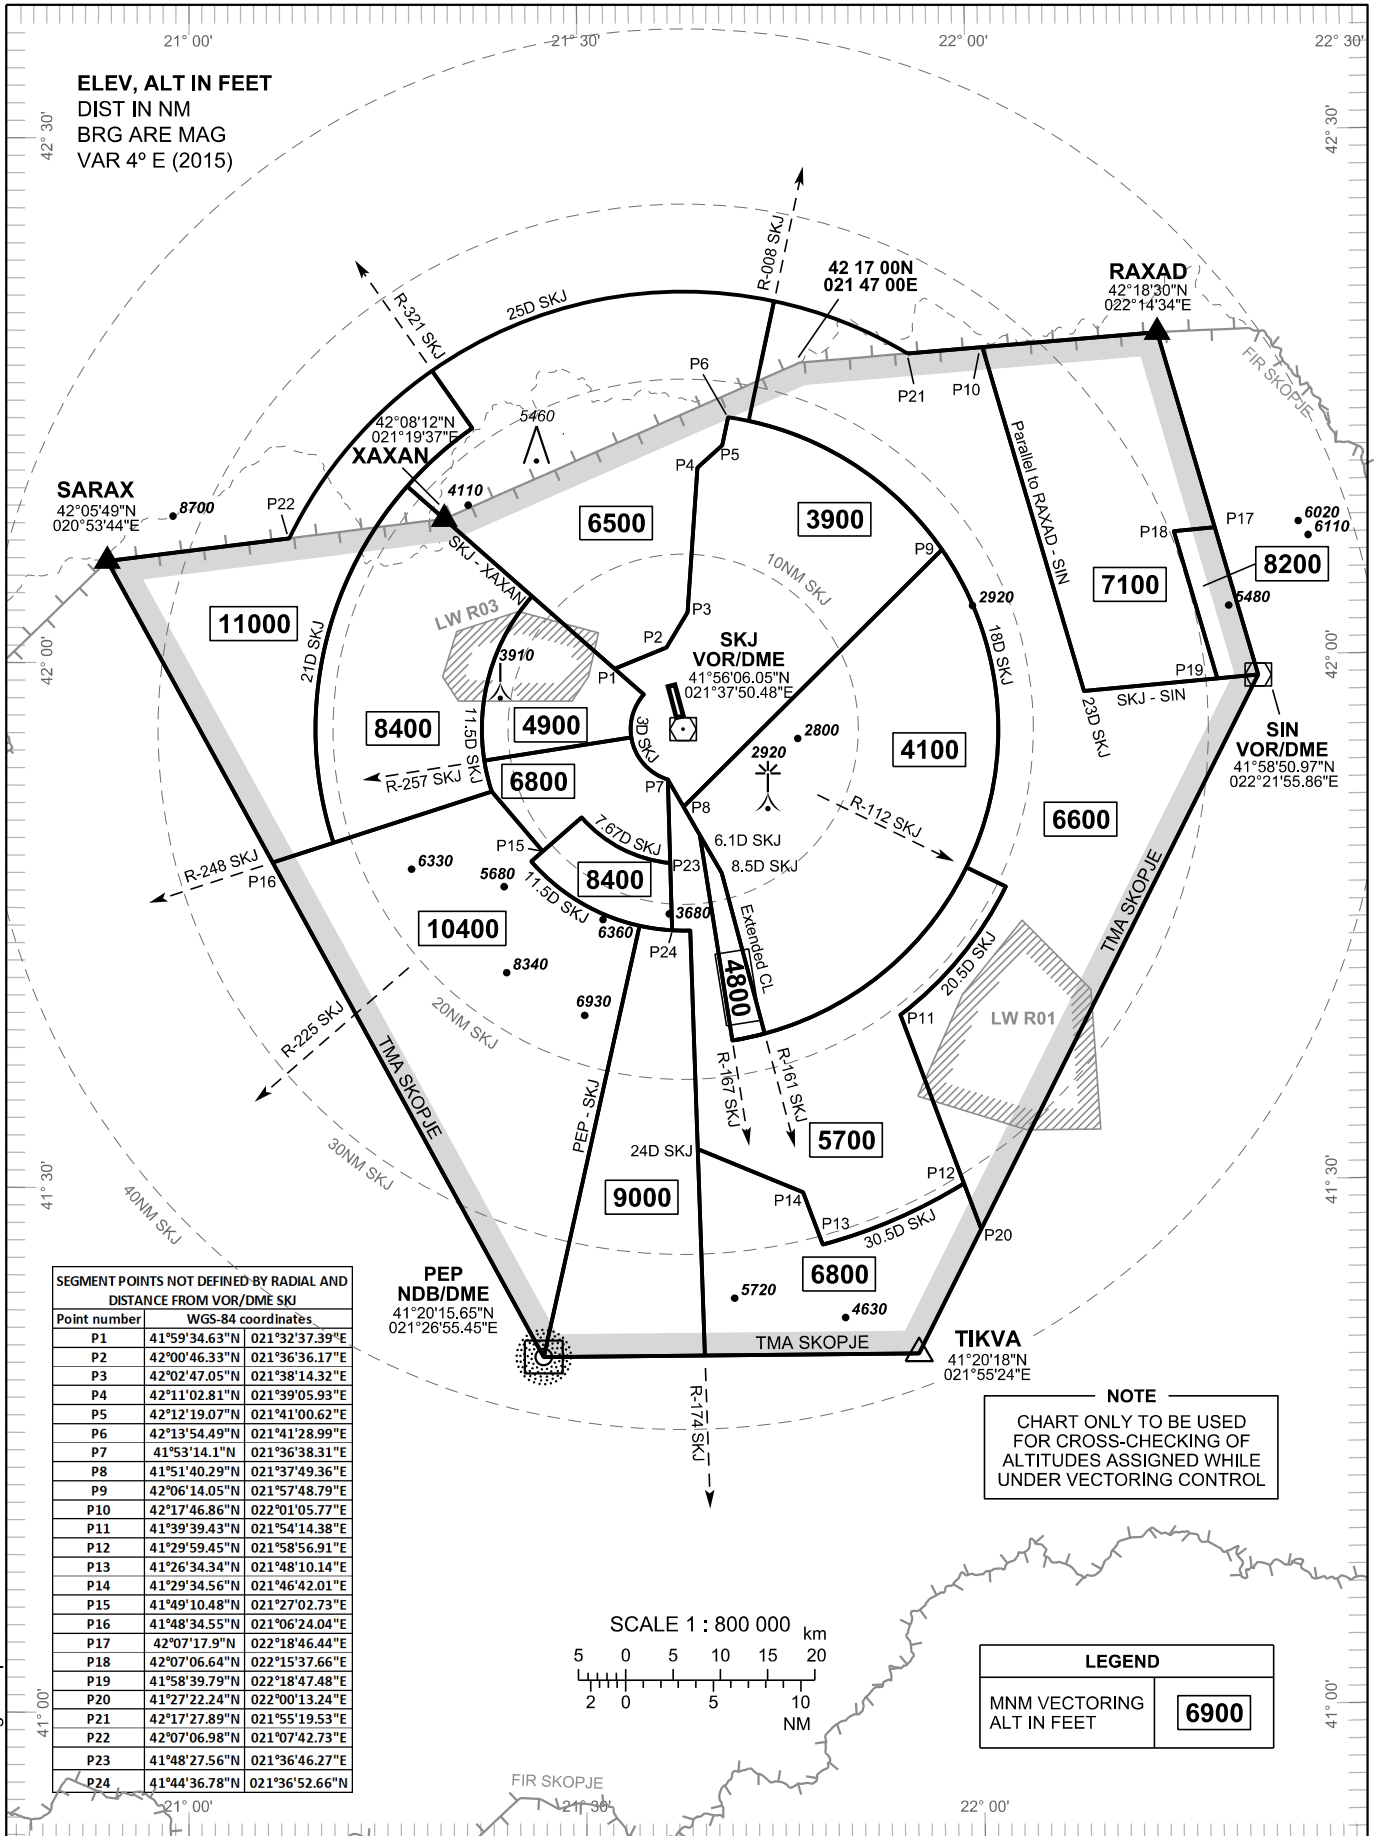 21° 00'
21° 30'
22° 00'
22° 30'
ELEV, ALT IN FEET
DIST IN NM
BRG ARE MAG
VAR 4º E (2015)
42° 30'
42° 30'
R-008 SKJ
42 17 00N
021 47 00E
RAXAD
42°18'30"N
022°14'34"E
R-321 SKJ
25D SKJ
FIR SKOPJE
P6
P21
P10
42°08'12"N
021°19'37"E
XAXAN
5460
Parallel to RAXAD - SIN
P5
P4
SARAX
42°05'49"N
020°53'44"E
8700
P22
4110
6500
3900
P9
P18
P17
6020
6110
8200
SKJ - XAXAN
10NM SKJ
7100
5480
2920
LW R03
11000
P3
P2
SKJ
VOR/DME
41°56'06.05"N
021°37'50.48"E
21D SKJ
18D SKJ
42° 00'
42° 00'
3910
P1
P19
SKJ - SIN
23D SKJ
SIN
VOR/DME
41°58'50.97"N
022°21'55.86"E
8400
4900
11.5D SKJ
3D SKJ
2800
2920
4100
R-257 SKJ
6800
P7
P8
R-112 SKJ
6600
7.67D SKJ
6.1D SKJ
P15
P23
8.5D SKJ
R-248 SKJ
P16
6330
5680
8400
11.5D SKJ
3680
6360
P24
Extended CL
TMA SKOPJE
10400
20.5D SKJ
8340
4800
6930
20NM SKJ
P11
LW R01
R-225 SKJ
TMA SKOPJE
R-167 SKJ
R-161 SKJ
PEP - SKJ
30NM SKJ
24D SKJ
5700
P12
41° 30'
41° 30'
40NM SKJ
9000
P14
P13
30.5D SKJ
P20
PEP
NDB/DME
41°20'15.65"N
021°26'55.45"E
6800
5720
4630
TMA SKOPJE
TIKVA
41°20'18"N
021°55'24"E
R-174 SKJ
SEGMENT POINTS NOT DEFINED BY RADIAL AND
DISTANCE FROM VOR/DME SKJ
Point number WGS-84 coordinates
P1 41°59'34.63"N 021°32'37.39"E
P2 42°00'46.33"N 021°36'36.17"E
P3 42°02'47.05"N 021°38'14.32"E
P4 42°11'02.81"N 021°39'05.93"E
P5 42°12'19.07"N 021°41'00.62"E
P6 42°13'54.49"N 021°41'28.99"E
P7 41°53'14.1"N 021°36'38.31"E
P8 41°51'40.29"N 021°37'49.36"E
P9 42°06'14.05"N 021°57'48.79"E
P10 42°17'46.86"N 022°01'05.77"E
P11 41°39'39.43"N 021°54'14.38"E
P12 41°29'59.45"N 021°58'56.91"E
P13 41°26'34.34"N 021°48'10.14"E
P14 41°29'34.56"N 021°46'42.01"E
P15 41°49'10.48"N 021°27'02.73"E
P16 41°48'34.55"N 021°06'24.04"E
P17 42°07'17.9"N 022°18'46.44"E
P18 42°07'06.64"N 022°15'37.66"E
P19 41°58'39.79"N 022°18'47.48"E
P20 41°27'22.24"N 022°00'13.24"E
P21 42°17'27.89"N 021°55'19.53"E
P22 42°07'06.98"N 021°07'42.73"E
P23 41°48'27.56"N 021°36'46.27"E
P24 41°44'36.78"N 021°36'52.66"N
NOTE
CHART ONLY TO BE USED
FOR CROSS-CHECKING OF
ALTITUDES ASSIGNED WHILE
UNDER VECTORING CONTROL
SCALE 1 : 800 000
km
5 0 5 10 15 20
2 0 5 10
NM
LEGEND
MNM VECTORING
ALT IN FEET
6900
41° 00'
41° 00'
FIR SKOPJE
21° 00'
21° 30'
22° 00'